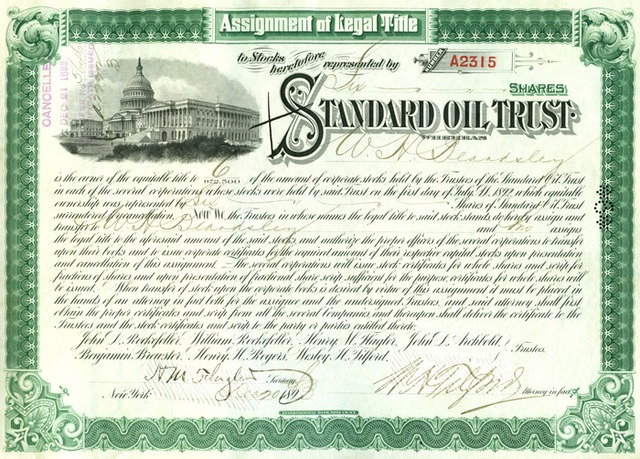 Assignment of Legal Title
to Stocks
heretofore represented by
A2315
CANCELLED
DEC 21 1892
Six
SHARES
STANDARD OIL TRUST.
WHEREAS
W. H. Beardsley
is the owner of the equitable title to 6/972,500 of the amount of corporate stocks held by the Trustees of the Standard Oil Trust
in each of the several corporations whose stocks were held by said Trust on the first day of July A.D. 1892, which equitable
ownership was represented by Six Shares of Standard Oil Trust
surrendered by cancellation. NOW We the Trustees in whose names the legal title to said stock stands, do hereby assign and
transfer to W. H. Beardsley and his assigns
the legal title to the aforesaid amount of the said stocks, and authorize the proper officers of the several corporations to transfer
upon their books and to issue corporate certificates for the required amount of their respective capital stocks upon presentation
and cancellation of this assignment. The several corporations will issue stock certificates for whole shares and scrip for
fractions of shares and upon presentation of fractional share scrip sufficient for the purpose, certificates for whole shares will
be issued. When transfer of stock upon the corporate books is desired by virtue of this assignment it must be placed in
the hands of an attorney in fact both for the assignee and the undersigned Trustees, and said attorney shall first
obtain the proper certificates and scrip from all the several Companies and thereupon shall deliver the certificate to the
Trustees and the stock certificates and scrip to the party or parties entitled thereto.
John D. Rockefeller, William Rockefeller, Henry M. Flagler, John D. Archbold,
Benjamin Brewster, Henry H. Rogers, Wesley H. Tilford, Trustees.
H. M. Flagler Secretary
W. H. Tilford Attorney in fact
New York 189